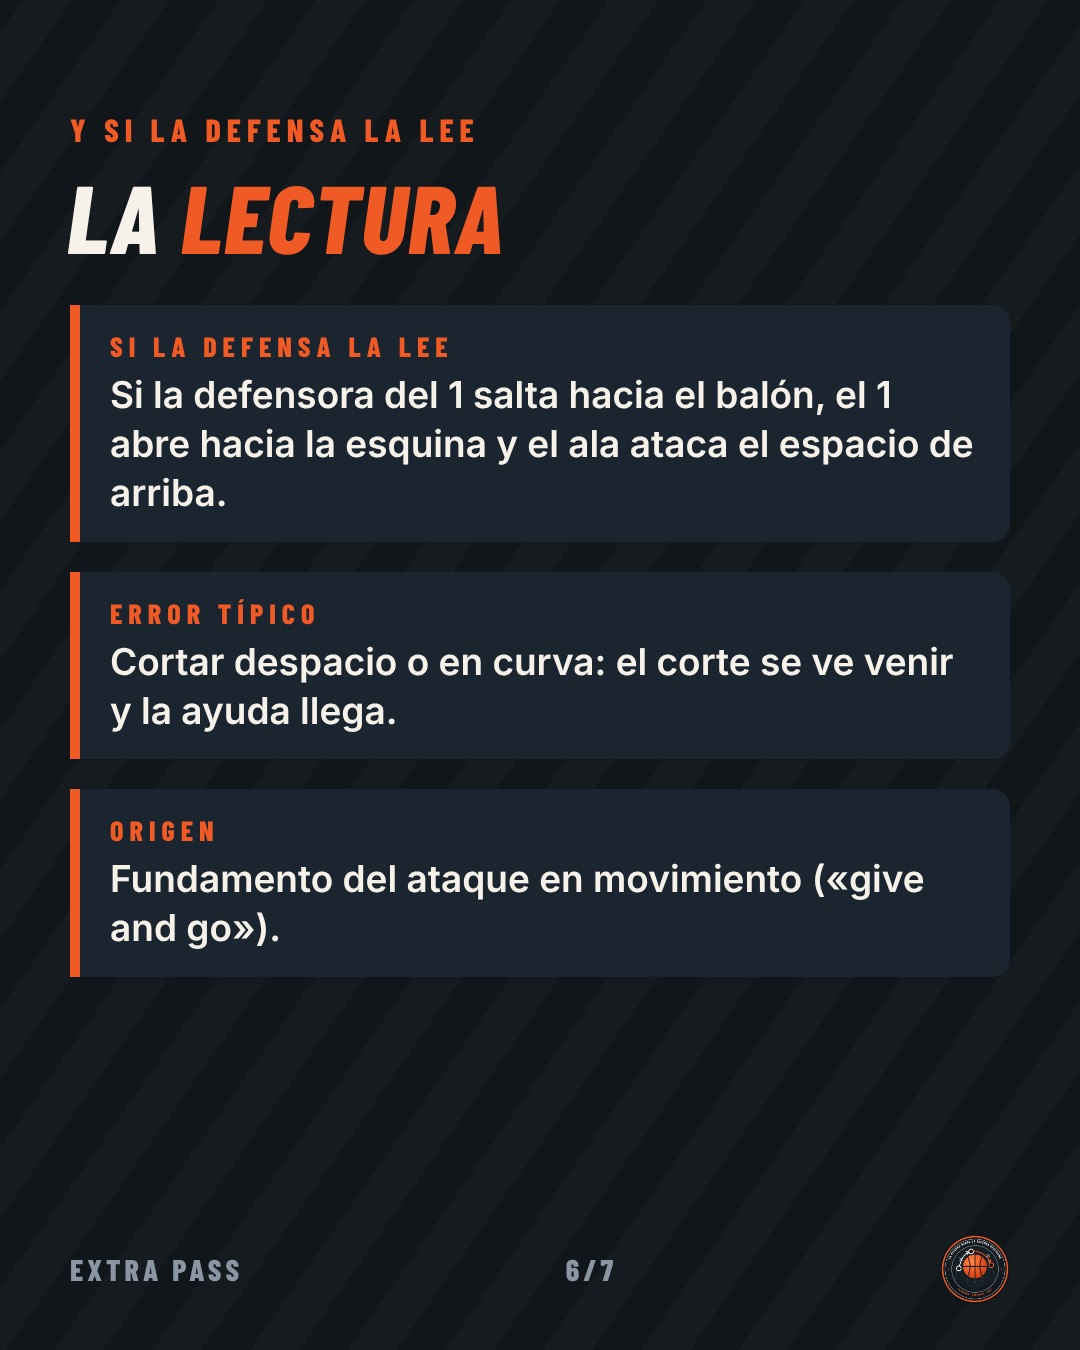 Y SI LA DEFENSA LA LEE
LA LECTURA
SI LA DEFENSA LA LEE
Si la defensora del 1 salta hacia el balón, el 1
abre hacia la esquina y el ala ataca el espacio de
arriba.
ERROR TÍPICO
Cortar despacio o en curva: el corte se ve venir
y la ayuda llega.
ORIGEN
Fundamento del ataque en movimiento («give
and go»).
EXTRA PASS
6/7